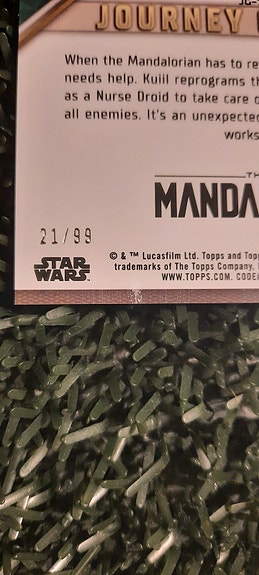 JOURNEY
When the Mandalorian has to re
needs help. Kuiil reprograms th
as a Nurse Droid to take care o
all enemies. It's an unexpected
works
TH
MANDA
21/99
STAR
WARS
© & ™ Lucasfilm Ltd. Topps and Top
trademarks of The Topps Company,
WWW.TOPPS.COM. CODE#